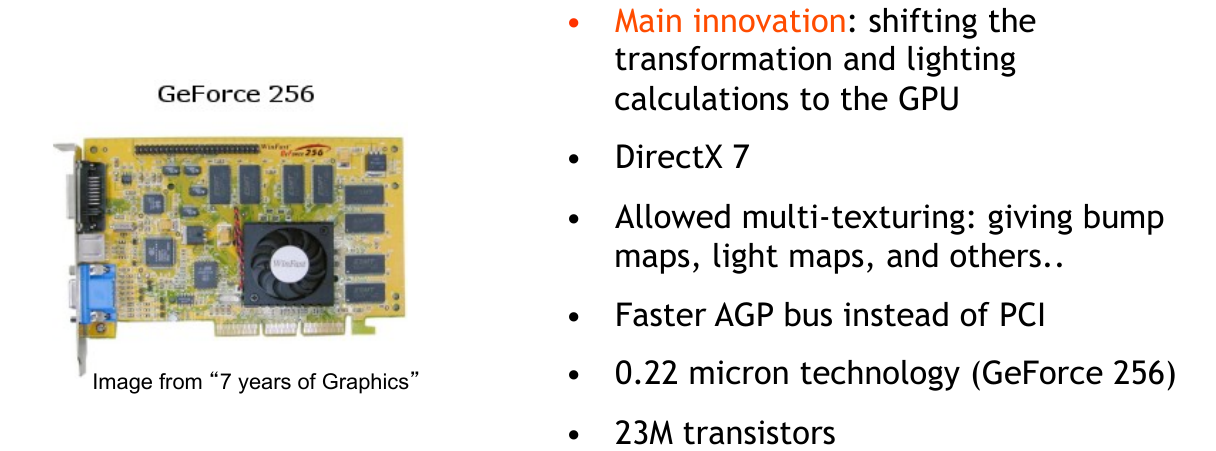 GeForce 256
WinFast
GeForce 256
WinFast
Image from “7 years of Graphics”
• Main innovation: shifting the
transformation and lighting
calculations to the GPU
• DirectX 7
• Allowed multi-texturing: giving bump
maps, light maps, and others..
• Faster AGP bus instead of PCI
• 0.22 micron technology (GeForce 256)
• 23M transistors